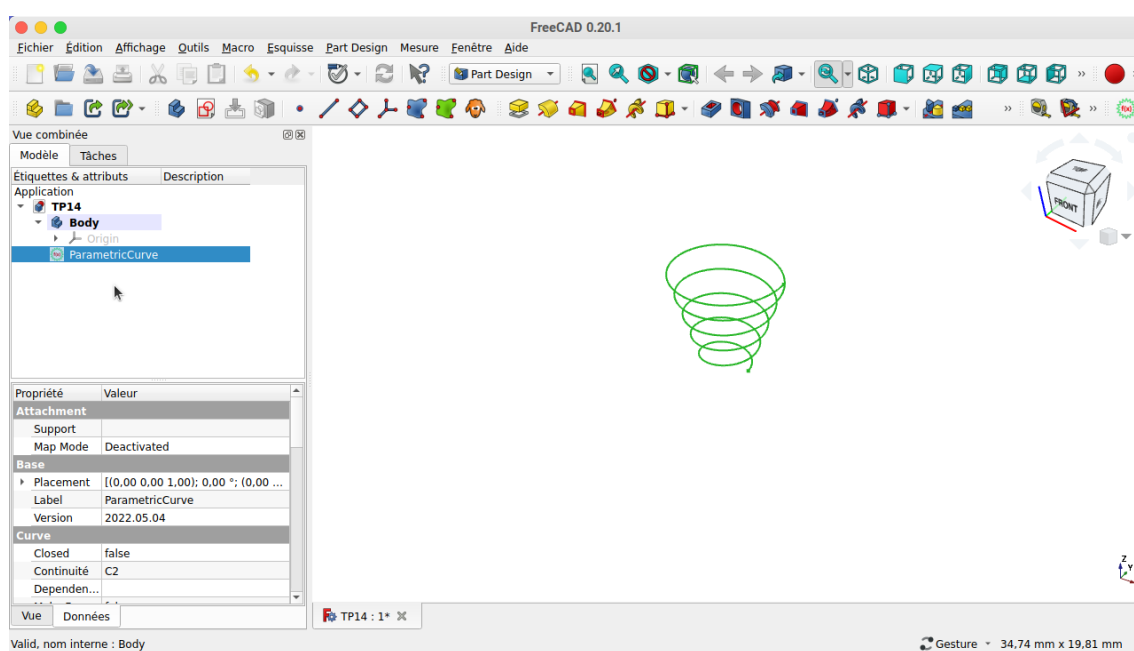 FreeCAD 0.20.1
Fichier Édition Affichage Outils Macro Esquisse Part Design Mesure Fenêtre Aide
Part Design
Vue combinée
Modèle Tâches
Étiquettes & attributs Description
Application
TP14
Body
Origin
ParametricCurve
TOP
FRONT
Propriété Valeur
Attachment
Support
Map Mode Deactivated
Base
Placement [(0,00 0,00 1,00); 0,00 °; (0,00 ...
Label ParametricCurve
Version 2022.05.04
Curve
Closed false
Continuité C2
Dependen...
Vue Données
TP14 : 1*
Z
Y
Valid, nom interne : Body
Gesture 34,74 mm x 19,81 mm